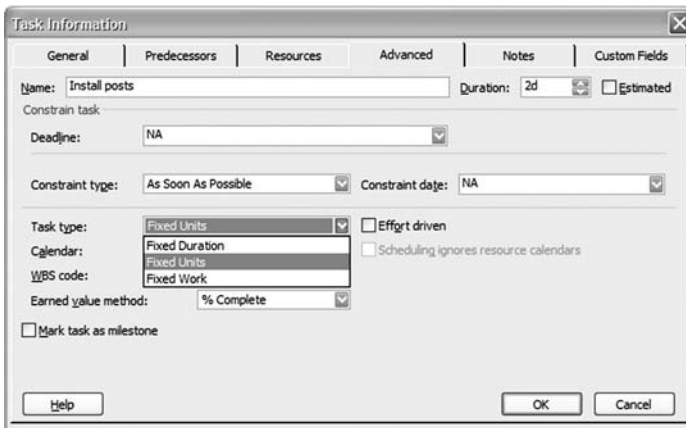 Task Information
General Predecessors Resources Advanced Notes Custom Fields
Name: Install posts Duration: 2d Estimated
Constrain task
Deadline: NA
Constraint type: As Soon As Possible Constraint date: NA
Task type: Fixed Units Effort driven
Calendar: Fixed Duration Scheduling ignores resource calendars
Fixed Units
WBS code: Fixed Work
Earned value method: % Complete
Mark task as milestone
Help OK Cancel